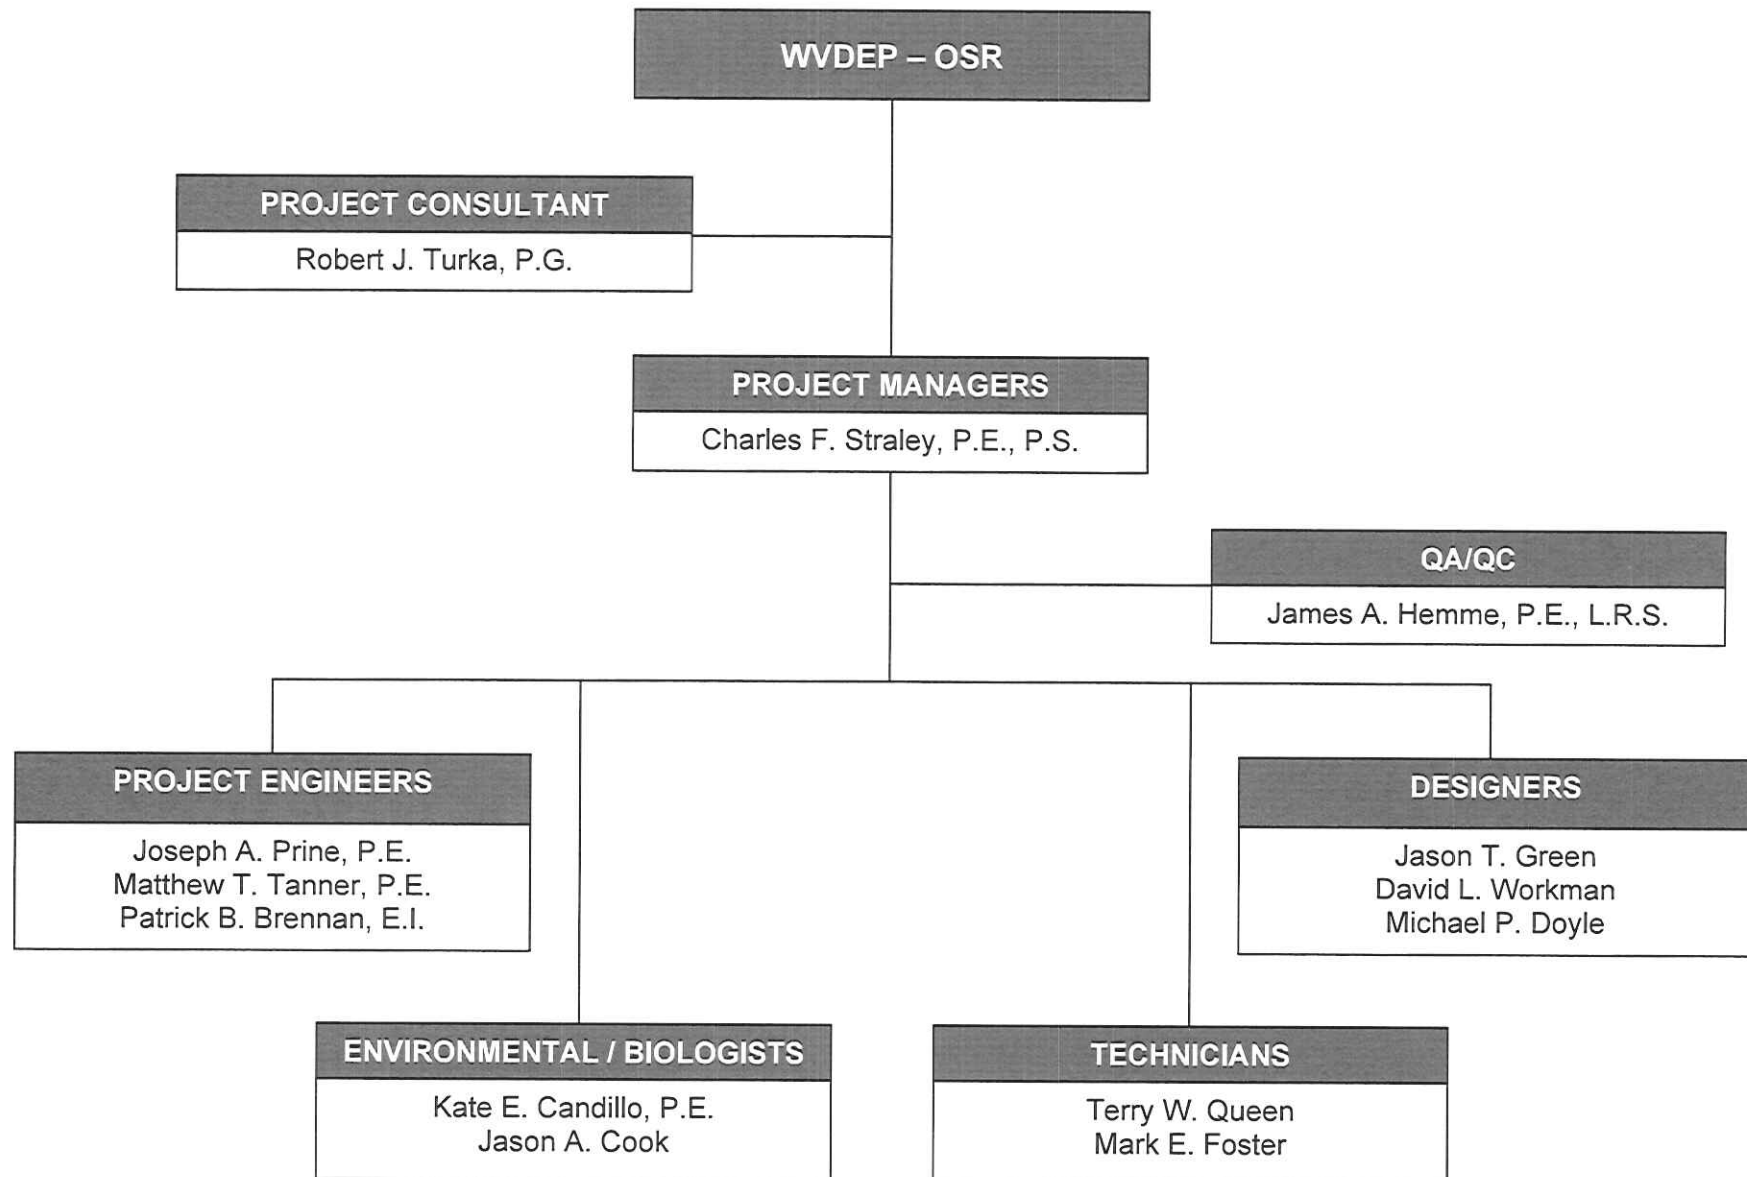 WVDEP – OSR
PROJECT CONSULTANT
Robert J. Turka, P.G.
PROJECT MANAGERS
Charles F. Straley, P.E., P.S.
QA/QC
James A. Hemme, P.E., L.R.S.
PROJECT ENGINEERS
Joseph A. Prine, P.E.
Matthew T. Tanner, P.E.
Patrick B. Brennan, E.I.
DESIGNERS
Jason T. Green
David L. Workman
Michael P. Doyle
ENVIRONMENTAL / BIOLOGISTS
Kate E. Candillo, P.E.
Jason A. Cook
TECHNICIANS
Terry W. Queen
Mark E. Foster